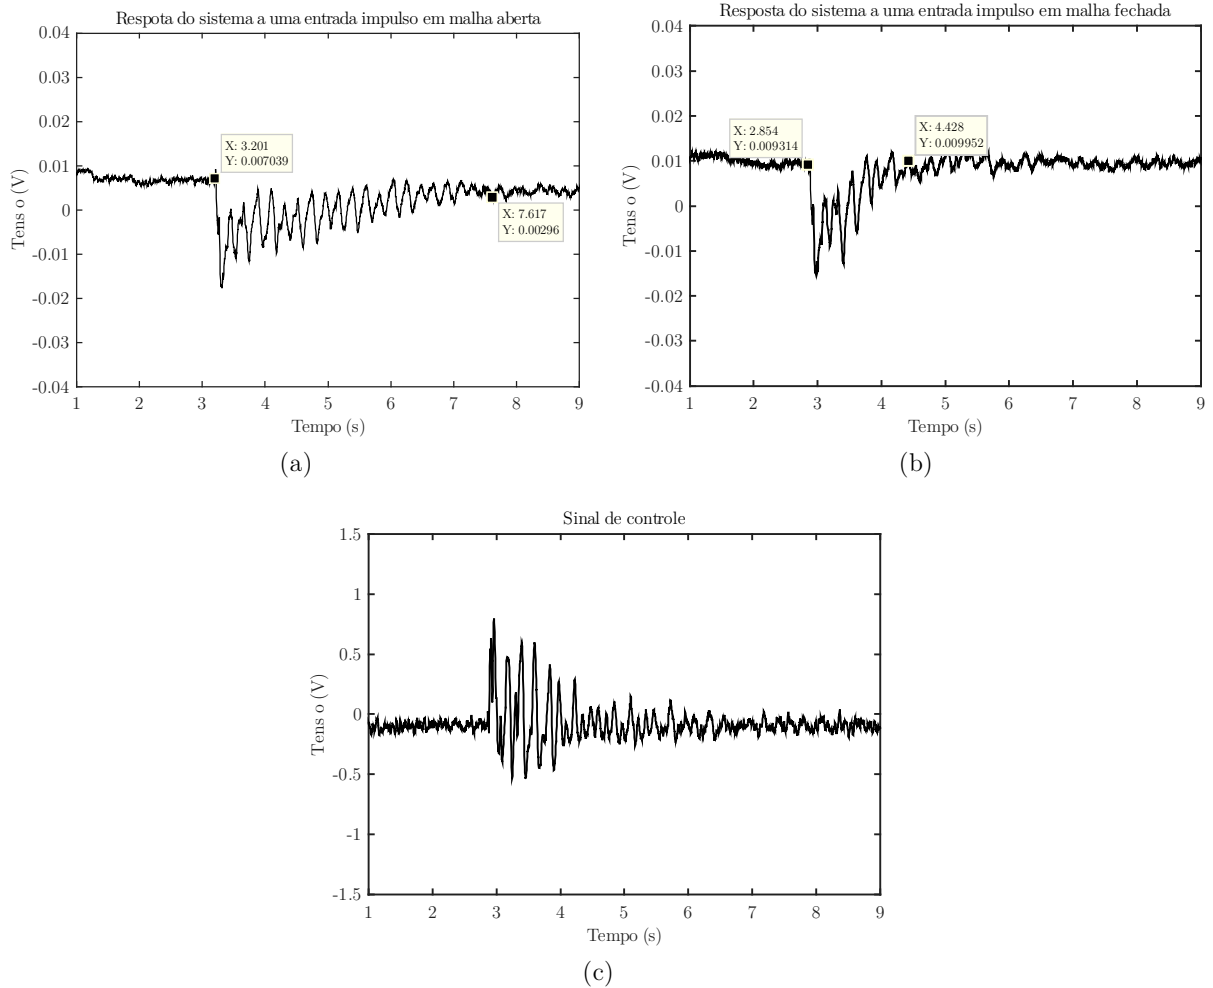 Respota do sistema a uma entrada impulso em malha aberta
0.04
0.03
0.02
0.01
0
-0.01
-0.02
-0.03
-0.04
Tens o (V)
X: 3.201
Y: 0.007039
X: 7.617
Y: 0.00296
1 2 3 4 5 6 7 8 9
Tempo (s)
(a)
Resposta do sistema a uma entrada impulso em malha fechada
0.04
0.03
0.02
0.01
0
-0.01
-0.02
-0.03
-0.04
Tens o (V)
X: 2.854
Y: 0.009314
X: 4.428
Y: 0.009952
1 2 3 4 5 6 7 8 9
Tempo (s)
(b)
Sinal de controle
1.5
1
0.5
0
-0.5
-1
-1.5
Tens o (V)
1 2 3 4 5 6 7 8 9
Tempo (s)
(c)